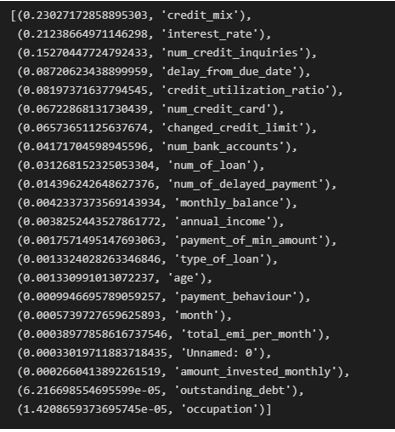 [(0.23027172858895303, 'credit_mix'),
(0.21238664971146298, 'interest_rate'),
(0.15270447724792433, 'num_credit_inquiries'),
(0.08720623438899959, 'delay_from_due_date'),
(0.08197371637794545, 'credit_utilization_ratio'),
(0.06722868131730439, 'num_credit_card'),
(0.06573651125637674, 'changed_credit_limit'),
(0.04171704598945596, 'num_bank_accounts'),
(0.031268152325053304, 'num_of_loan'),
(0.014396242648627376, 'num_of_delayed_payment'),
(0.0042337373569143934, 'monthly_balance'),
(0.0038252443527861772, 'annual_income'),
(0.0017571495147693063, 'payment_of_min_amount'),
(0.0013324028263346846, 'type_of_loan'),
(0.001330991013072237, 'age'),
(0.0009946695789059257, 'payment_behaviour'),
(0.0005739727659625893, 'month'),
(0.00038977858616737546, 'total_emi_per_month'),
(0.00033019711883718435, 'Unnamed: 0'),
(0.0002660413892261519, 'amount_invested_monthly'),
(6.216698554695599e-05, 'outstanding_debt'),
(1.4208659373695745e-05, 'occupation')]